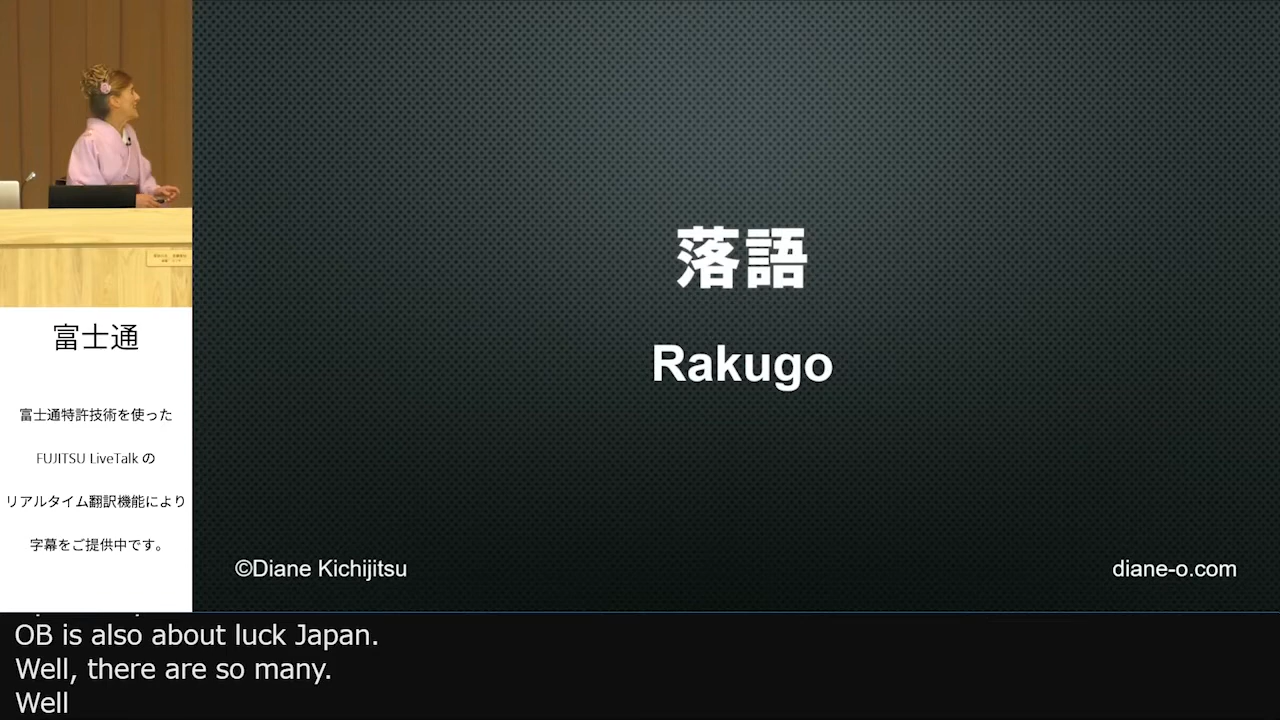 落語
Rakugo
©Diane Kichijitsu
diane-o.com
富士通
富士通特許技術を使った
FUJITSU LiveTalk の
リアルタイム翻訳機能により
字幕をご提供中です。
OB is also about luck Japan.
Well, there are so many.
Well